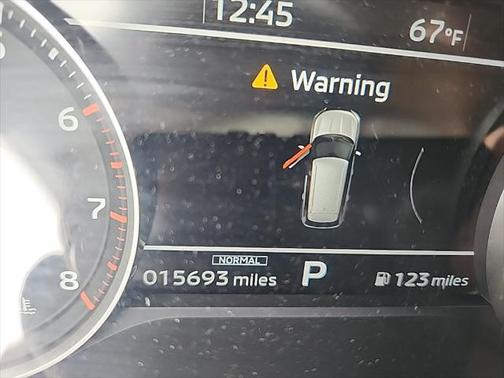 12:45 67°F
Warning
6
7
8
NORMAL
015693 miles P 123 miles